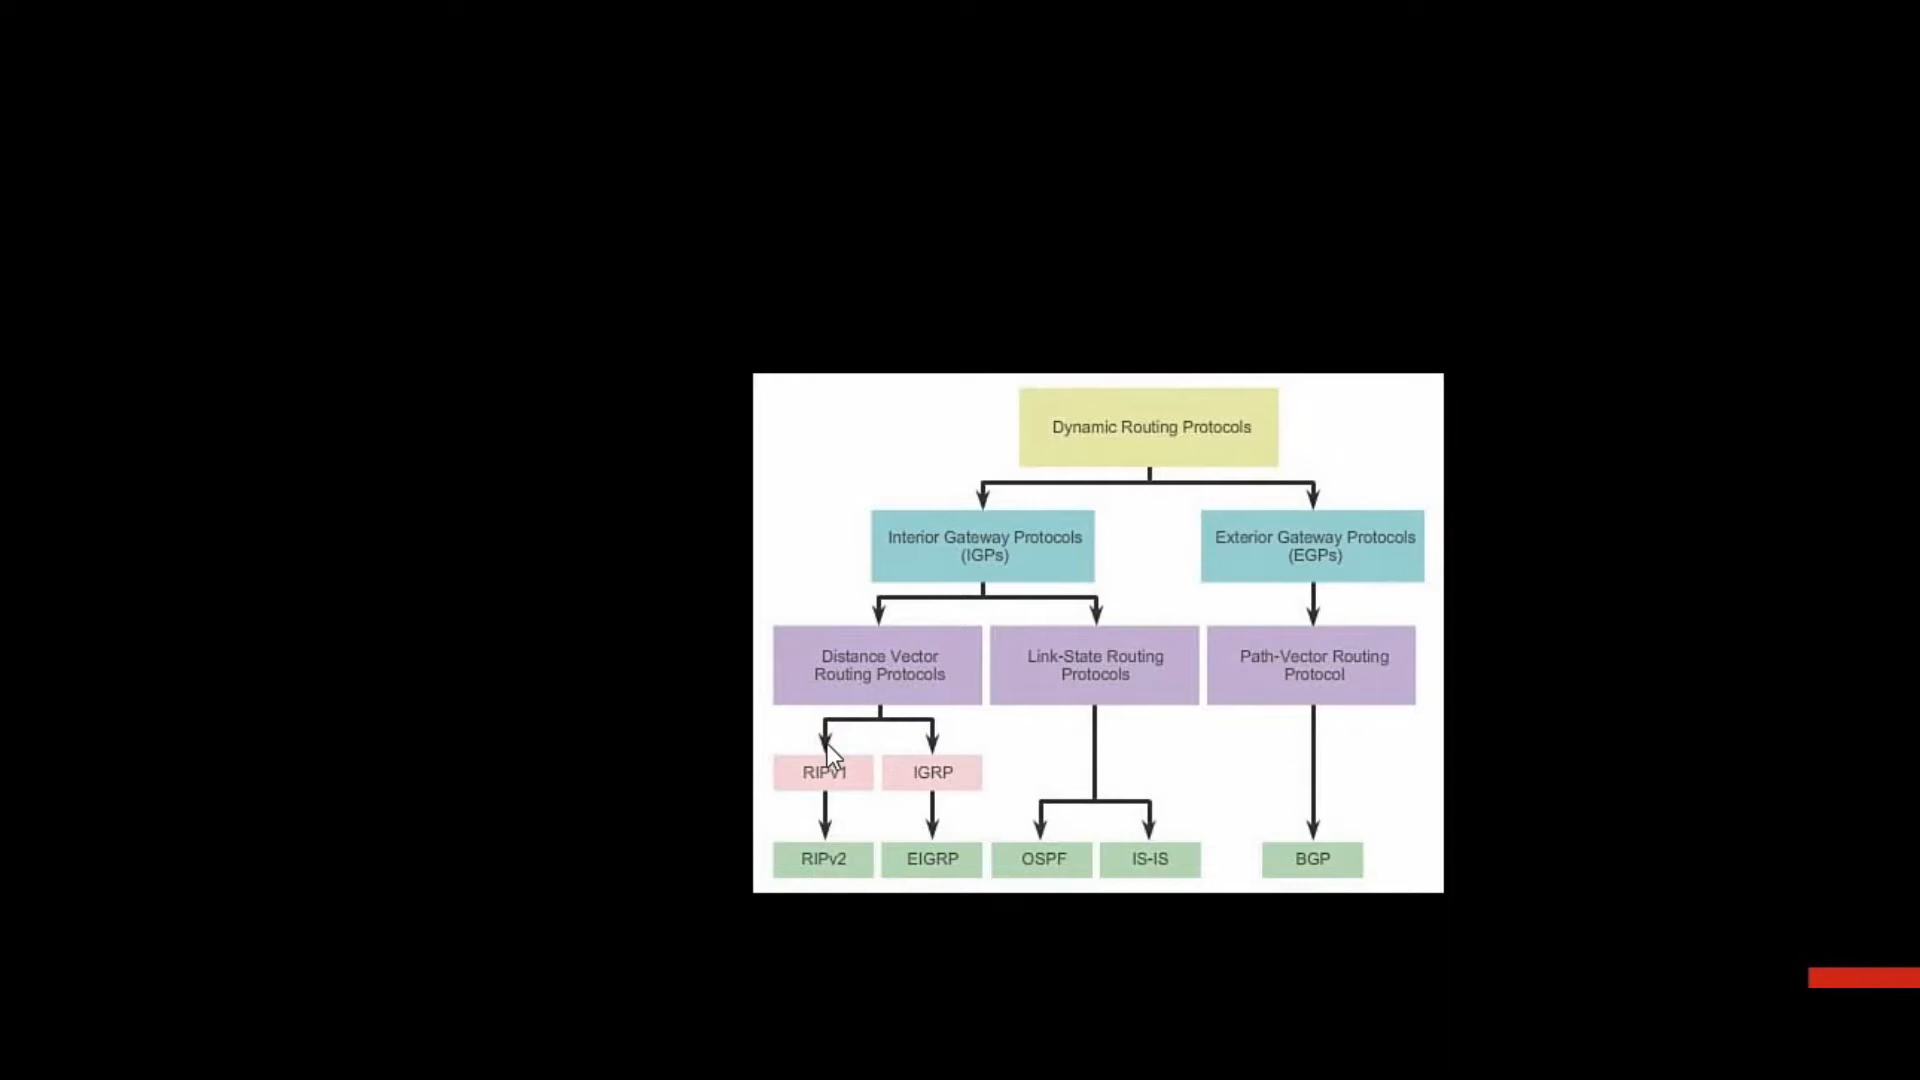 Dynamic Routing Protocols
Interior Gateway Protocols
(IGPs)
Exterior Gateway Protocols
(EGPs)
Distance Vector
Routing Protocols
Link-State Routing
Protocols
Path-Vector Routing
Protocol
RIPv1
IGRP
RIPv2
EIGRP
OSPF
IS-IS
BGP